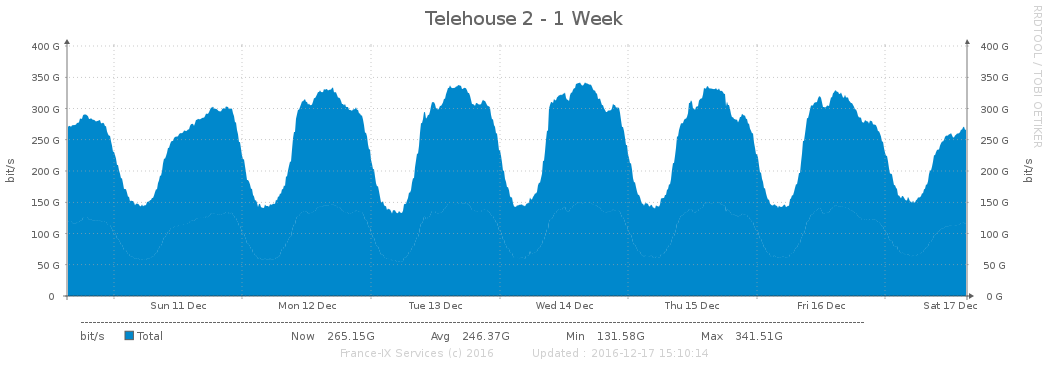 Telehouse 2 - 1 Week
RRDTOOL / TOBI OETIKER
400 G 400 G
350 G 350 G
300 G 300 G
250 G 250 G
200 G 200 G
150 G 150 G
100 G 100 G
50 G 50 G
0 0 G
bit/s bit/s
Sun 11 Dec Mon 12 Dec Tue 13 Dec Wed 14 Dec Thu 15 Dec Fri 16 Dec Sat 17 Dec
bit/s Total Now 265.15G Avg 246.37G Min 131.58G Max 341.51G
France-IX Services (c) 2016 Updated : 2016-12-17 15:10:14